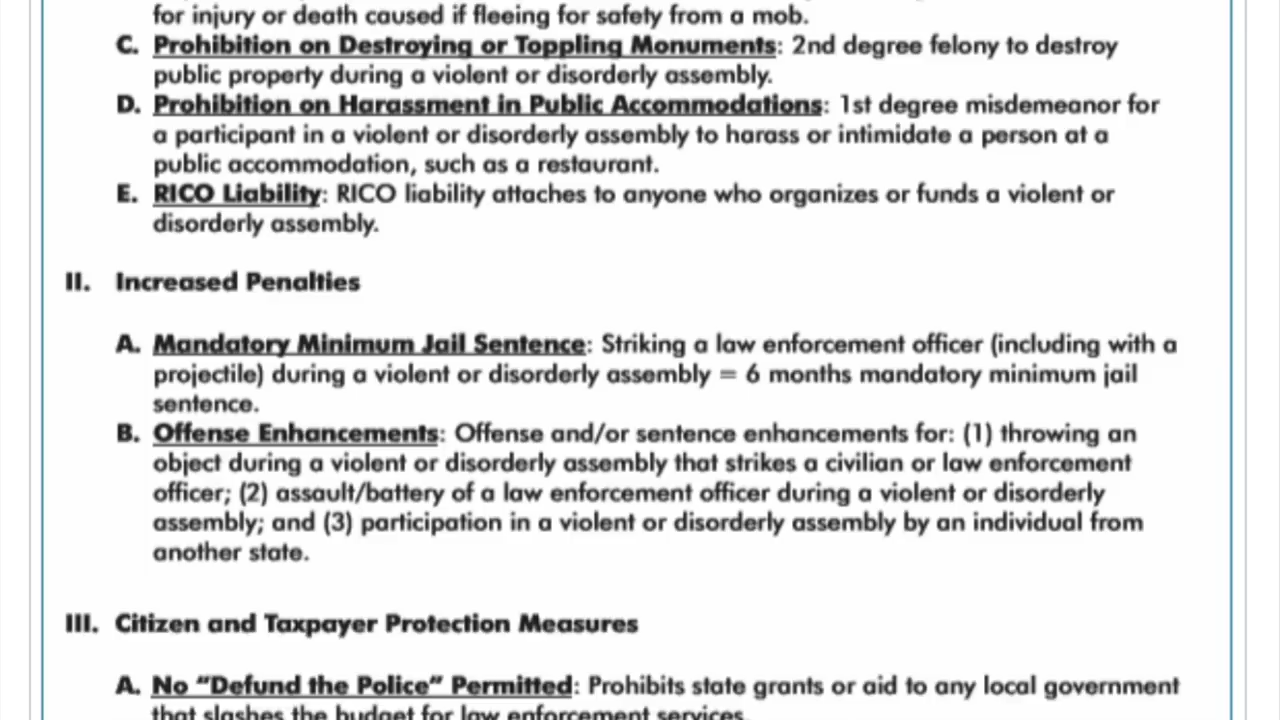 for injury or death caused if fleeing for safety from a mob.
C. Prohibition on Destroying or Toppling Monuments: 2nd degree felony to destroy
public property during a violent or disorderly assembly.
D. Prohibition on Harassment in Public Accommodations: 1st degree misdemeanor for
a participant in a violent or disorderly assembly to harass or intimidate a person at a
public accommodation, such as a restaurant.
E. RICO Liability: RICO liability attaches to anyone who organizes or funds a violent or
disorderly assembly.
II. Increased Penalties
A. Mandatory Minimum Jail Sentence: Striking a law enforcement officer (including with a
projectile) during a violent or disorderly assembly = 6 months mandatory minimum jail
sentence.
B. Offense Enhancements: Offense and/or sentence enhancements for: (1) throwing an
object during a violent or disorderly assembly that strikes a civilian or law enforcement
officer; (2) assault/battery of a law enforcement officer during a violent or disorderly
assembly; and (3) participation in a violent or disorderly assembly by an individual from
another state.
III. Citizen and Taxpayer Protection Measures
A. No “Defund the Police” Permitted: Prohibits state grants or aid to any local government
that slashes the budget for law enforcement services.